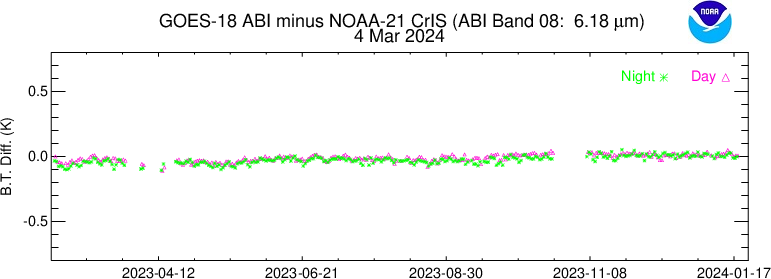 GOES-18 ABI minus NOAA-21 CrIS (ABI Band 08: 6.18 μm)
4 Mar 2024
NOAA
Night Day
B.T. Diff. (K)
0.5
0.0
-0.5
2023-04-12 2023-06-21 2023-08-30 2023-11-08 2024-01-17